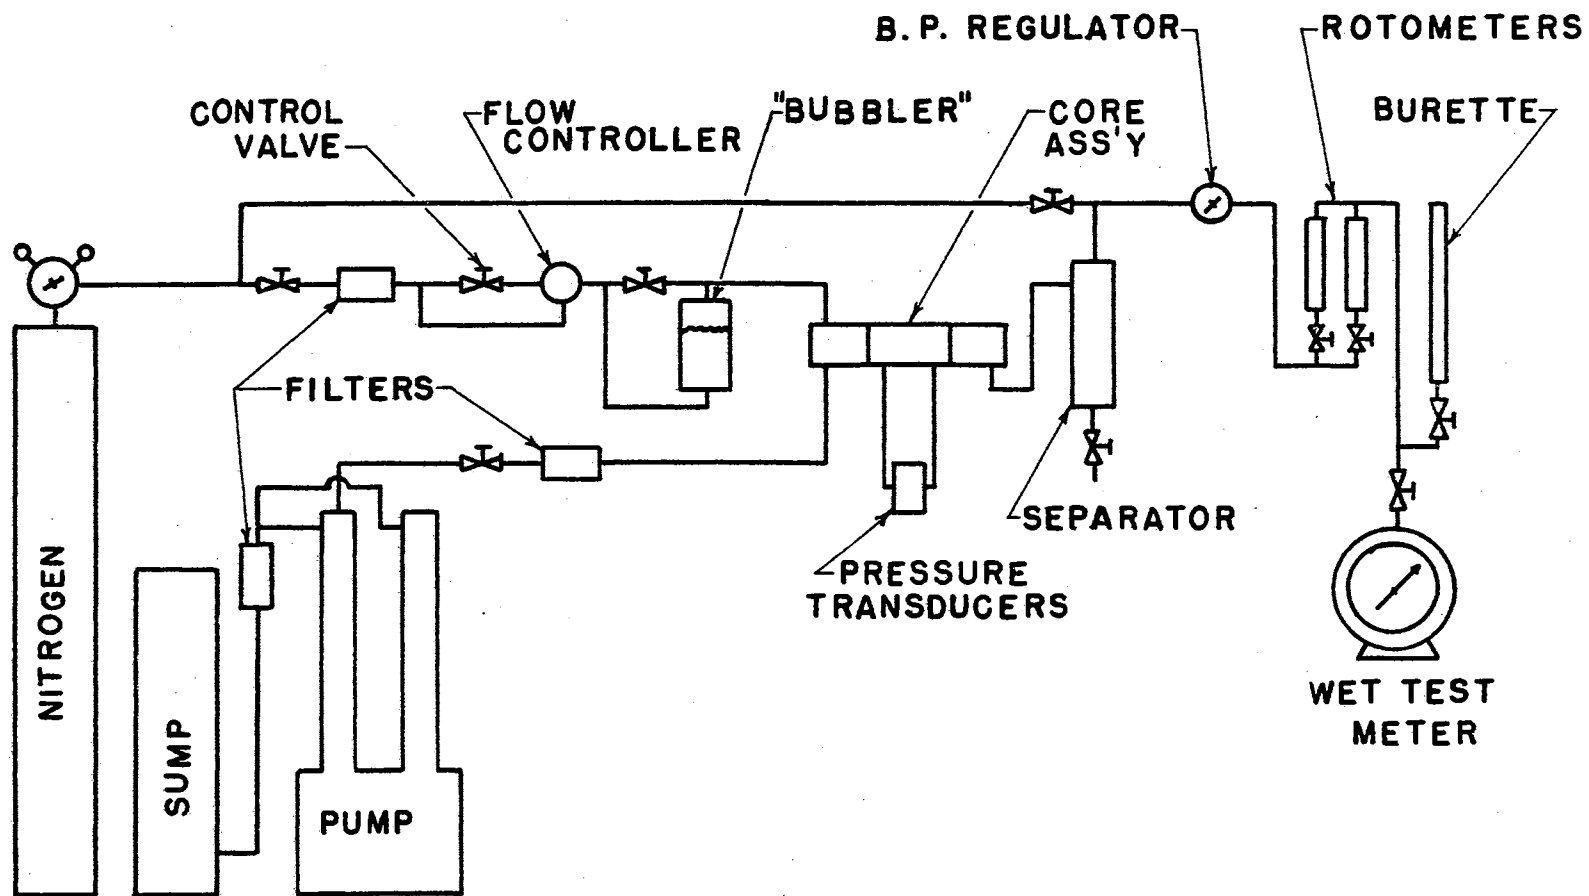 B. P. REGULATOR
ROTOMETERS
CONTROL
VALVE
FLOW
CONTROLLER
"BUBBLER"
CORE
ASS'Y
BURETTE
FILTERS
SEPARATOR
PRESSURE
TRANSDUCERS
NITROGEN
SUMP
PUMP
WET TEST
METER